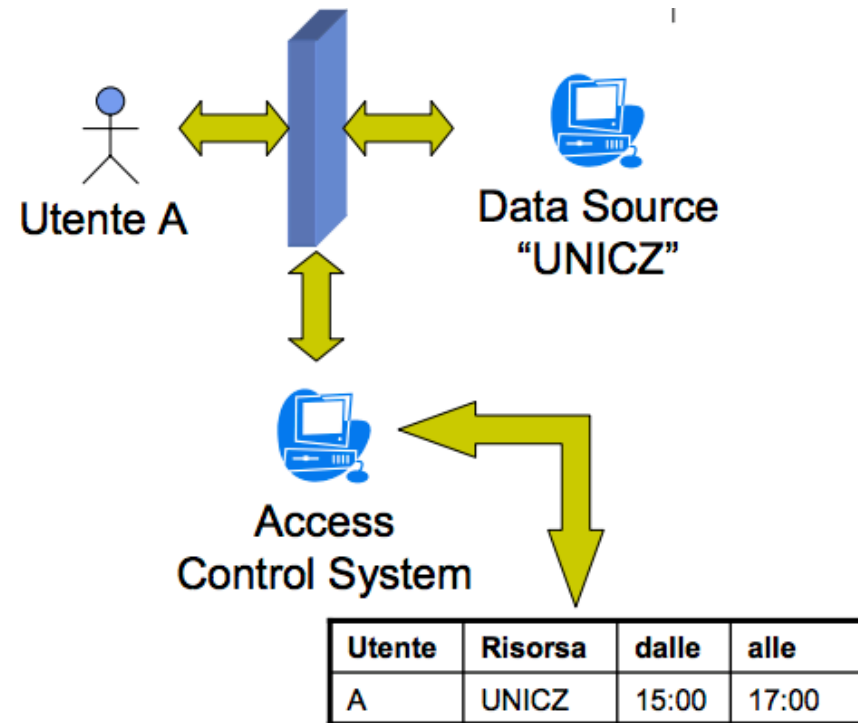 Utente A
Data Source
“UNICZ”
Access
Control System
Utente Risorsa dalle alle
A UNICZ 15:00 17:00